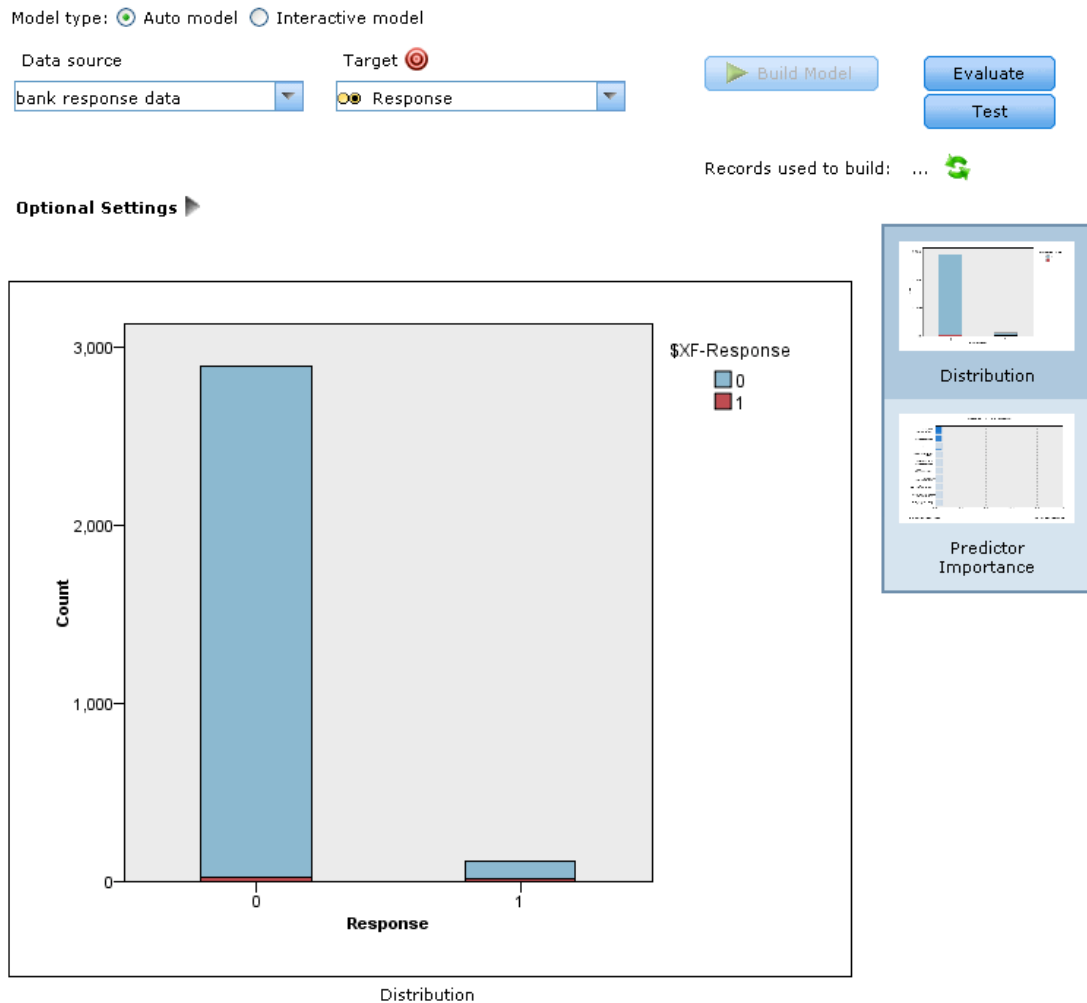 Model type: Auto model Interactive model
Data source Target
bank response data Response Build Model Evaluate
Test
Records used to build: ...
Optional Settings
3,000
2,000
1,000
0
Count
0 1
Response
$XF-Response
0
1
Distribution
Distribution
Predictor
Importance